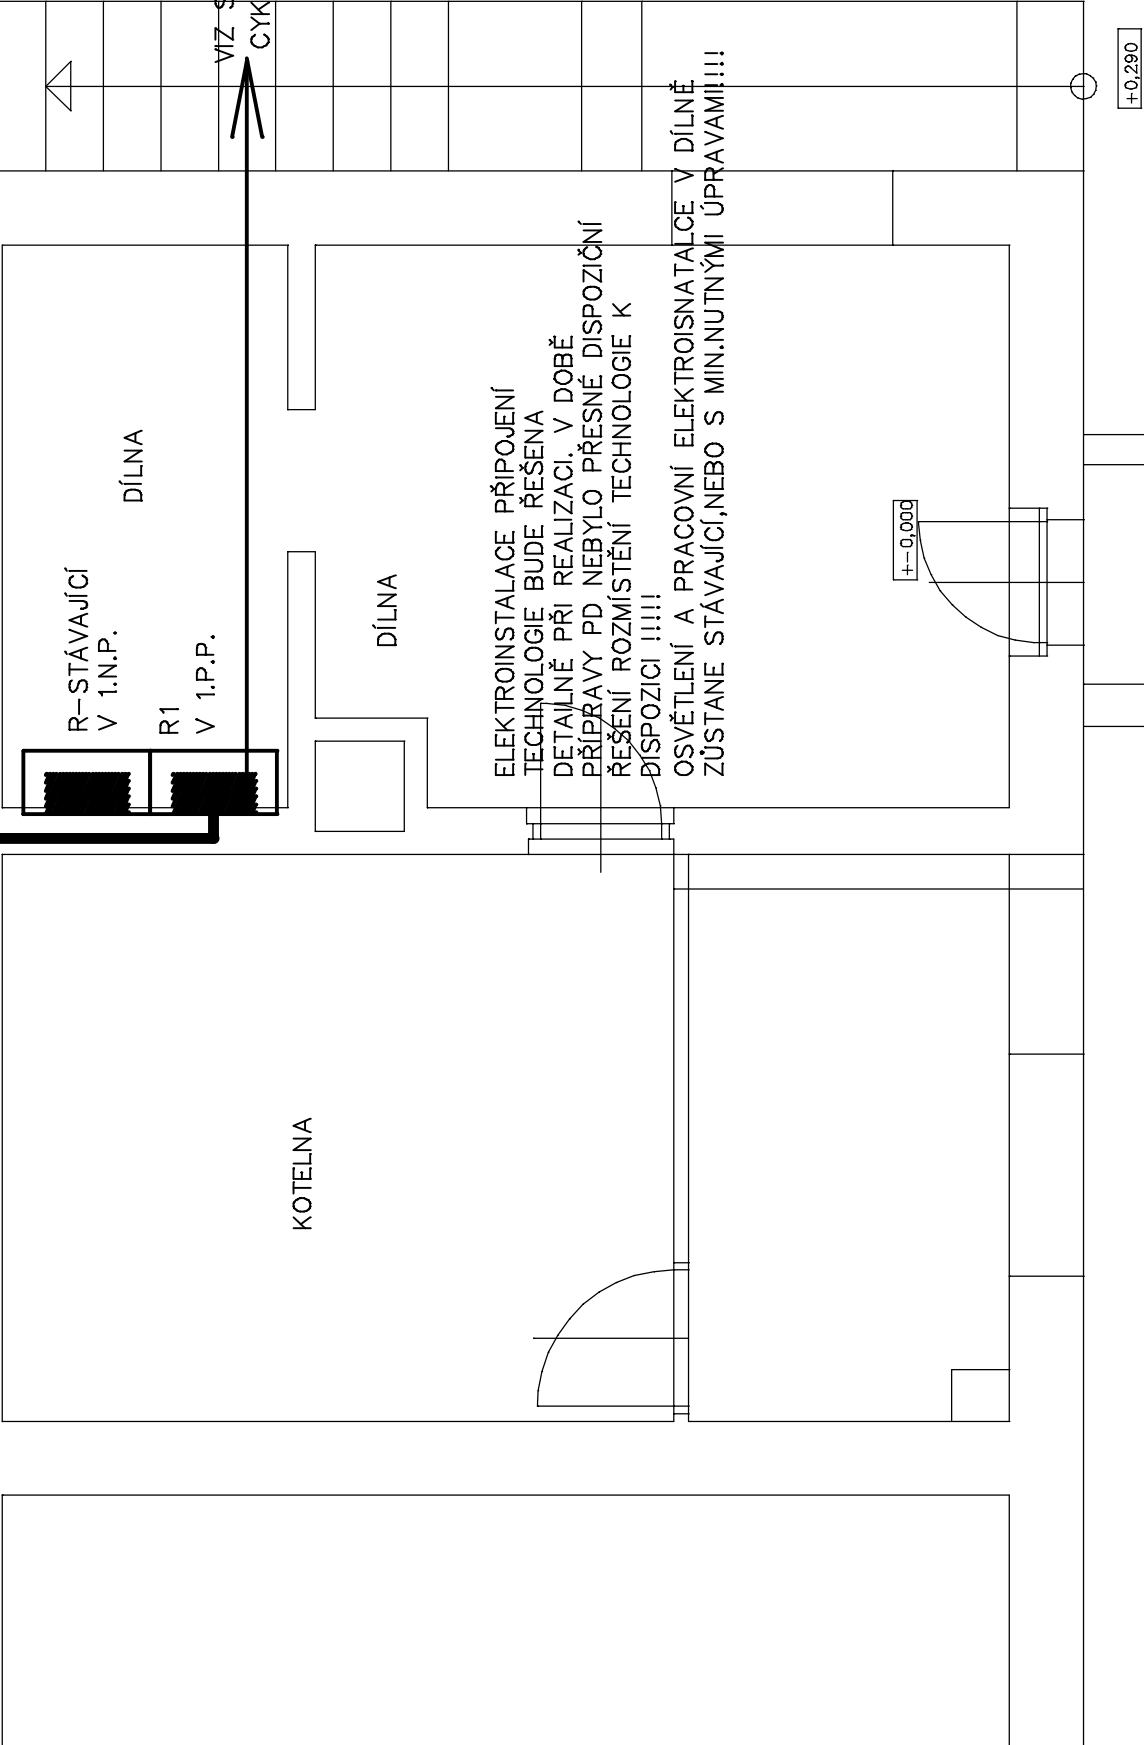 VIZ
R-STÁVAJÍCÍ
V 1.N.P.
R1
V 1.P.P.
DÍLNA
DÍLNA
KOTELNA
ELEKTROINSTALACE PŘIPOJENÍ
TECHNOLOGIE BUDE ŘEŠENA
DETAILNĚ PŘI REALIZACI. V DOBĚ
PŘÍPRAVY PD NEBYLO PŘESNÉ DISPOZIČNÍ
ŘEŠENÍ ROZMÍSTĚNÍ TECHNOLOGIE K
DISPOZICI !!!!!
OSVĚTLENÍ A PRACOVNÍ ELEKTROISNATALCE V DÍLNĚ
ZŮSTANE STÁVAJÍCÍ,NEBO S MIN.NUTNÝMI ÚPRAVAMI!!!!
+-0,000
+0,290